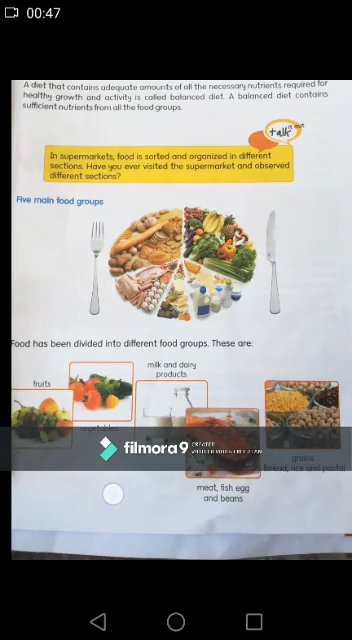 00:47
A diet that contains adequate amounts of all the necessary nutrients required for
healthy growth and activity is called balanced diet. A balanced diet contains
sufficient nutrients from all the food groups.
talk it out
In supermarkets, food is sorted and organized in different
sections. Have you ever visited the supermarket and observed
different sections?
Five main food groups
Food has been divided into different food groups. These are:
fruits
vegetables
milk and dairy
products
meat, fish egg
and beans
grains
(bread, rice and pasta)
filmora9
CREATED